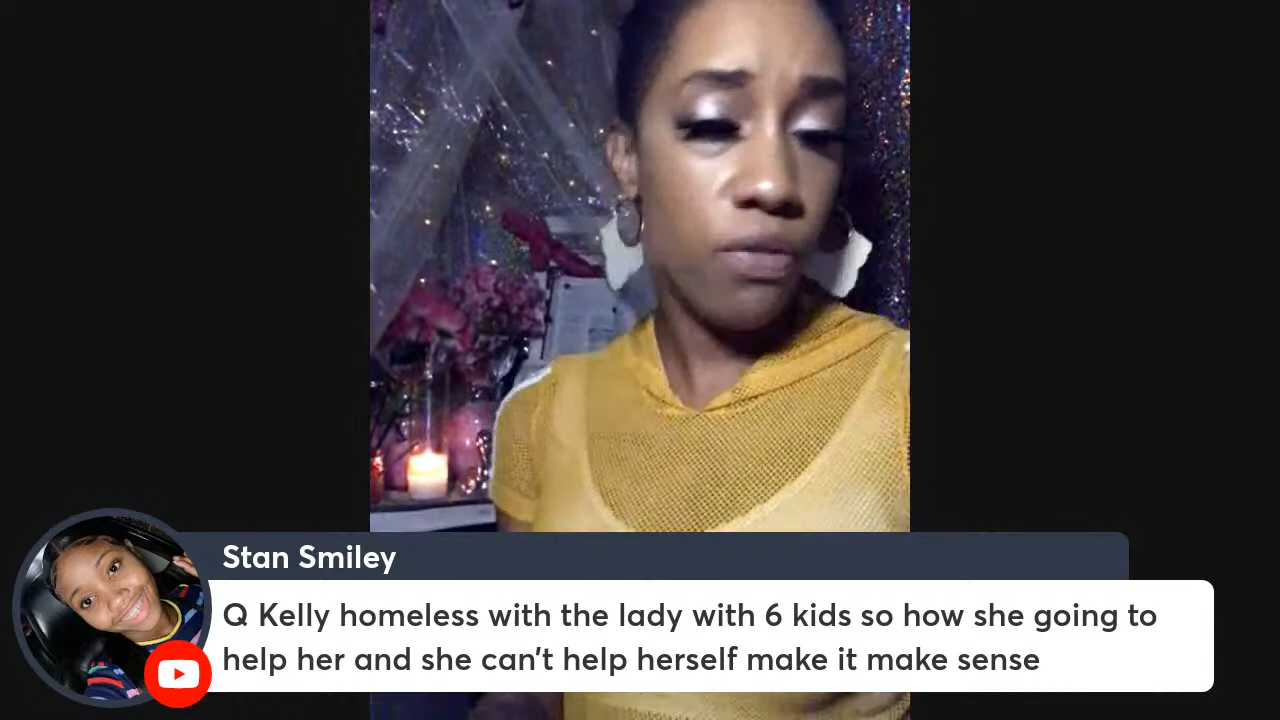 Stan Smiley
Q Kelly homeless with the lady with 6 kids so how she going to
help her and she can't help herself make it make sense